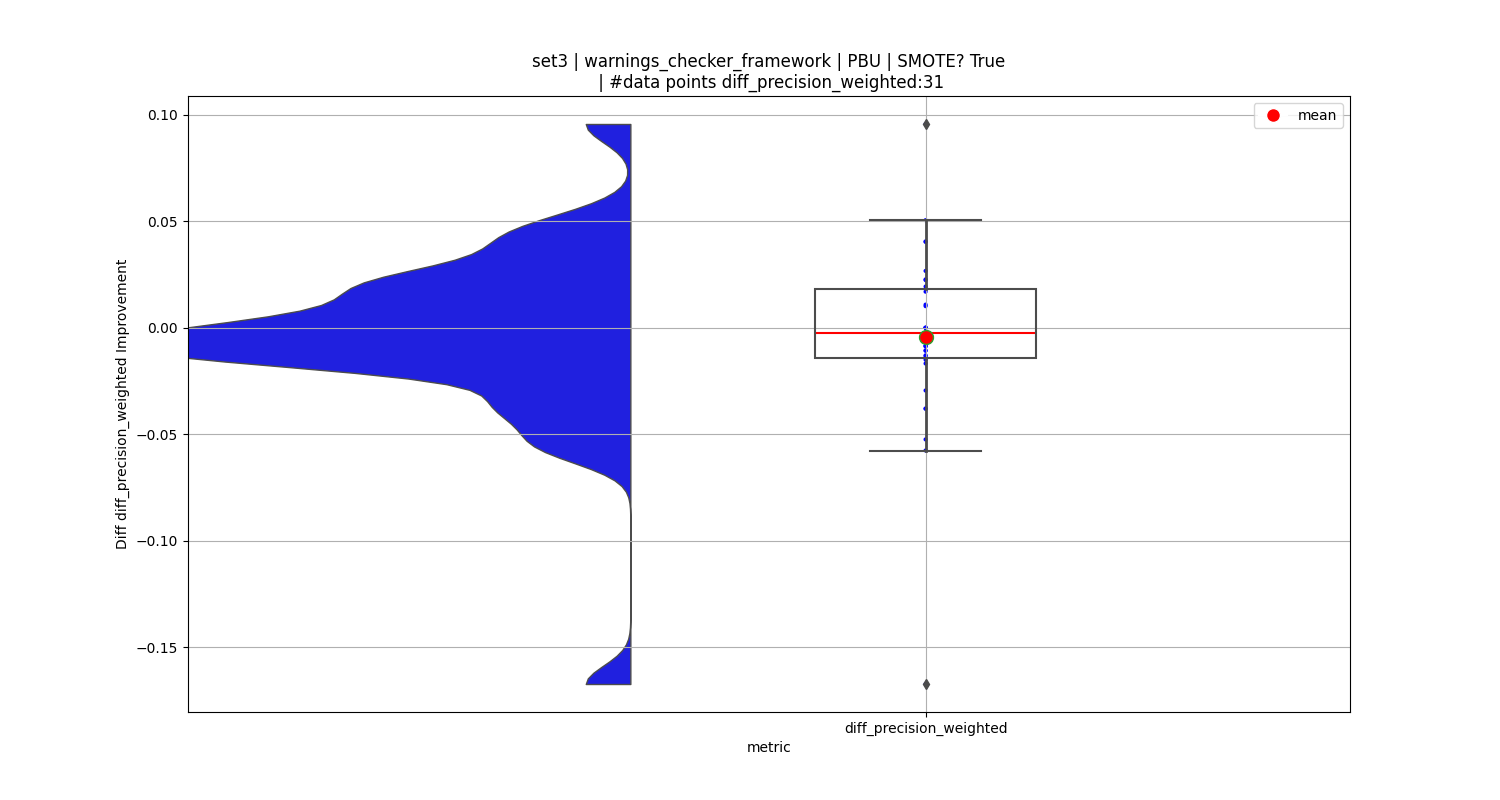 set3 | warnings_checker_framework | PBU | SMOTE? True
| #data points diff_precision_weighted:31
mean
0.10
0.05
0.00
−0.05
−0.10
−0.15
Diff diff_precision_weighted Improvement
diff_precision_weighted
metric